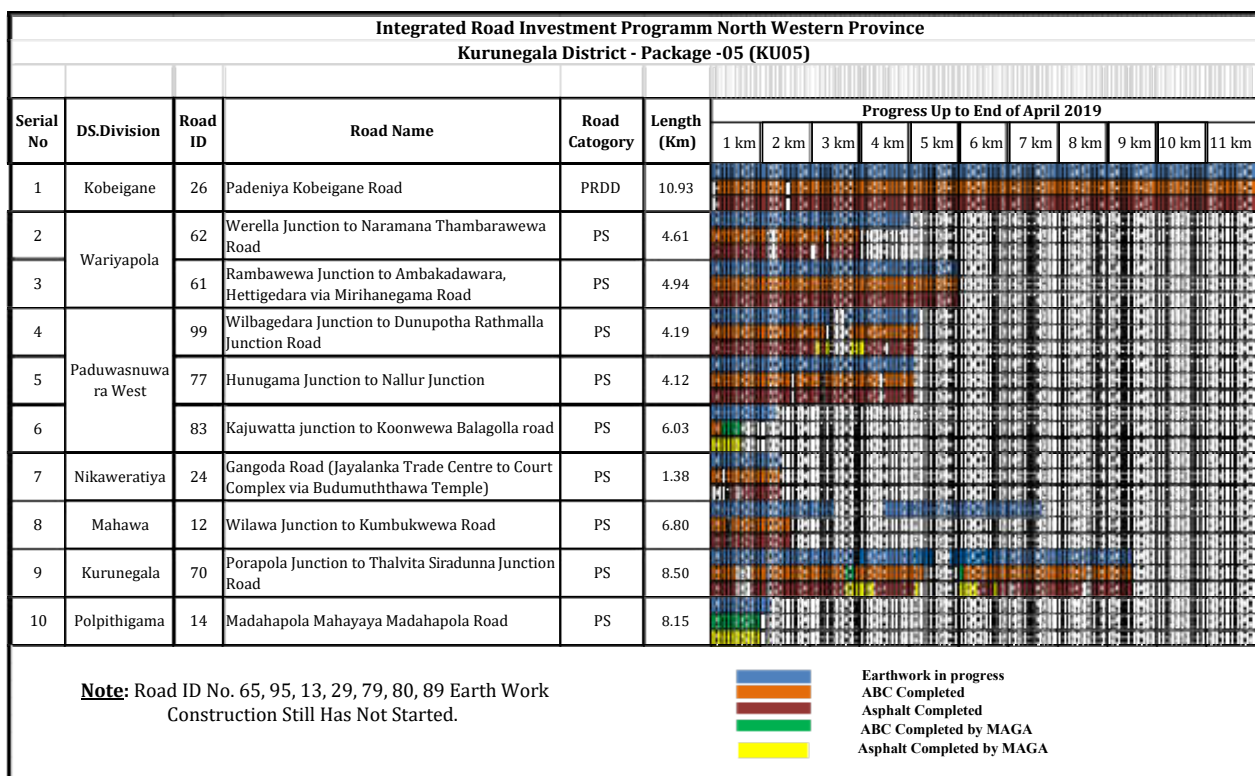 Integrated Road Investment Programm North Western Province
Kurunegala District - Package -05 (KU05)
Serial No DS.Division Road ID Road Name Road Catogory Length (Km) Progress Up to End of April 2019
1 km 2 km 3 km 4 km 5 km 6 km 7 km 8 km 9 km 10 km 11 km
1 Kobeigane 26 Padeniya Kobeigane Road PRDD 10.93
2 Wariyapola 62 Werella Junction to Naramana Thambarawewa
Road PS 4.61
3 61 Rambawewa Junction to Ambakadawara,
Hettigedara via Mirihanegama Road PS 4.94
4 Paduwasnuwa
ra West 99 Wilbagedara Junction to Dunupotha Rathmalla
Junction Road PS 4.19
5 77 Hunugama Junction to Nallur Junction PS 4.12
6 83 Kajuwatta junction to Koonwewa Balagolla road PS 6.03
7 Nikaweratiya 24 Gangoda Road (Jayalanka Trade Centre to Court
Complex via Budumuththawa Temple) PS 1.38
8 Mahawa 12 Wilawa Junction to Kumbukwewa Road PS 6.80
9 Kurunegala 70 Porapola Junction to Thalvita Siradunna Junction
Road PS 8.50
10 Polpithigama 14 Madahapola Mahayaya Madahapola Road PS 8.15
Note: Road ID No. 65, 95, 13, 29, 79, 80, 89 Earth Work
Construction Still Has Not Started.
Earthwork in progress
ABC Completed
Asphalt Completed
ABC Completed by MAGA
Asphalt Completed by MAGA